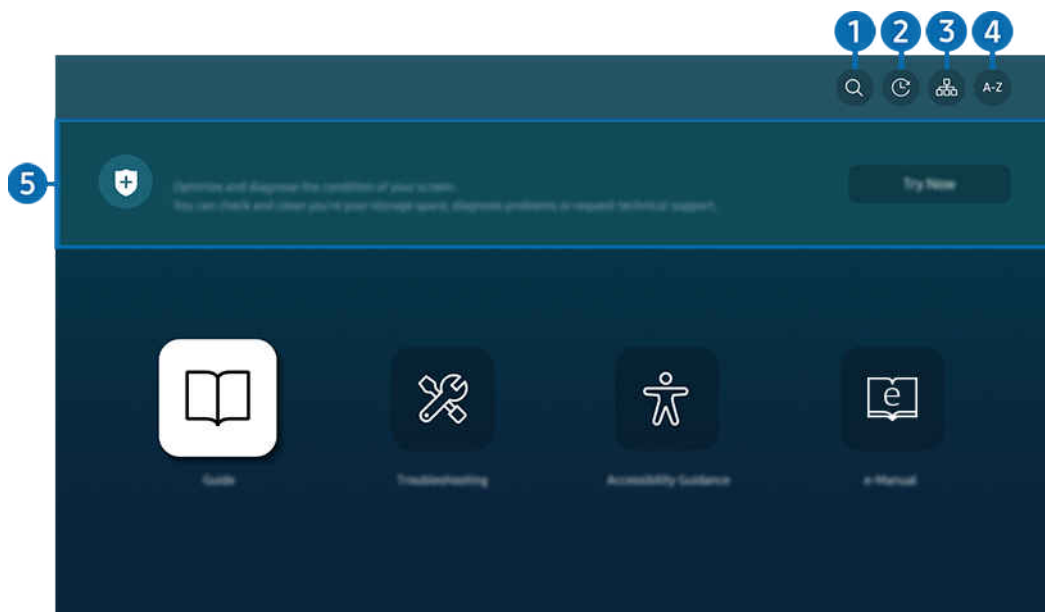 1 2 3 4
A-Z
5
Optimize and diagnose the condition of your screen.
You can check and clean you're your storage space, diagnose problems or request technical support.
Try Now
e
Guide
Troubleshooting
Accessibility Guidance
e-Manual